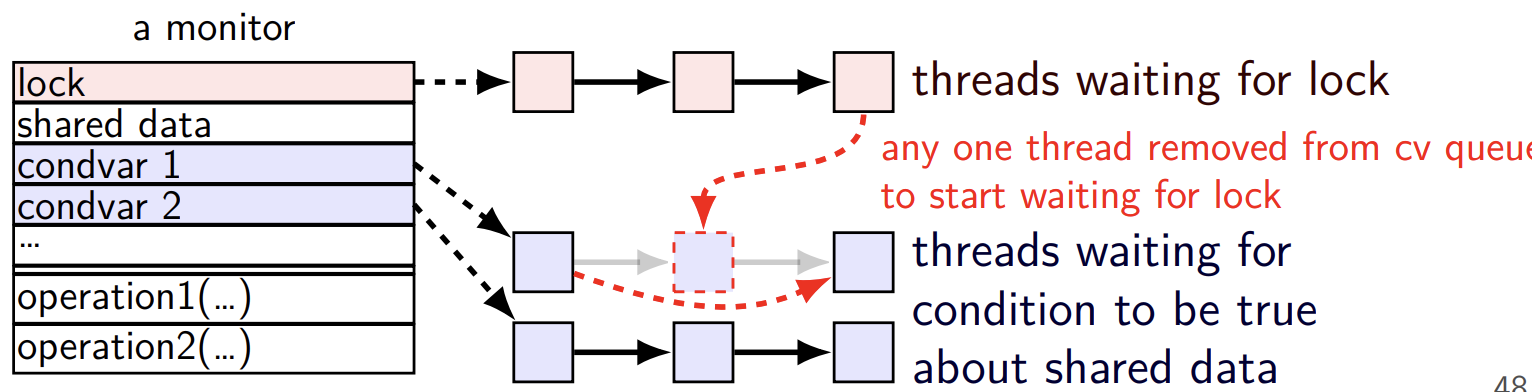 a monitor
lock
shared data
condvar 1
condvar 2
...
operation1(...)
operation2(...)
threads waiting for lock
any one thread removed from cv queue
to start waiting for lock
threads waiting for
condition to be true
about shared data
48